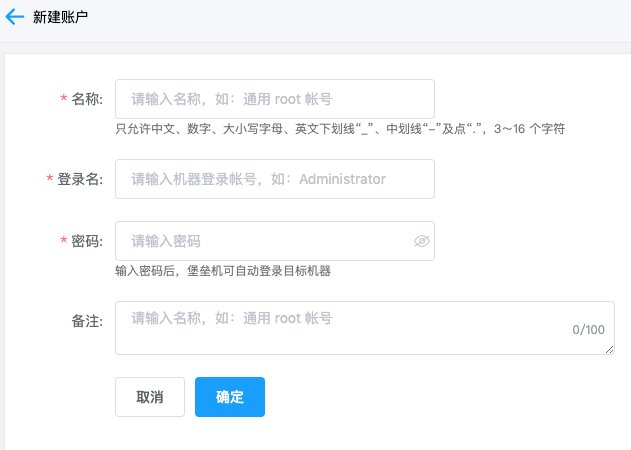 新建账户
* 名称: 请输入名称，如：通用 root 帐号
只允许中文、数字、大小写字母、英文下划线“_”、中划线“-”及点“.”，3～16 个字符
* 登录名: 请输入机器登录帐号，如：Administrator
* 密码: 请输入密码
输入密码后，堡垒机可自动登录目标机器
备注: 请输入名称，如：通用 root 帐号
0/100
取消 确定